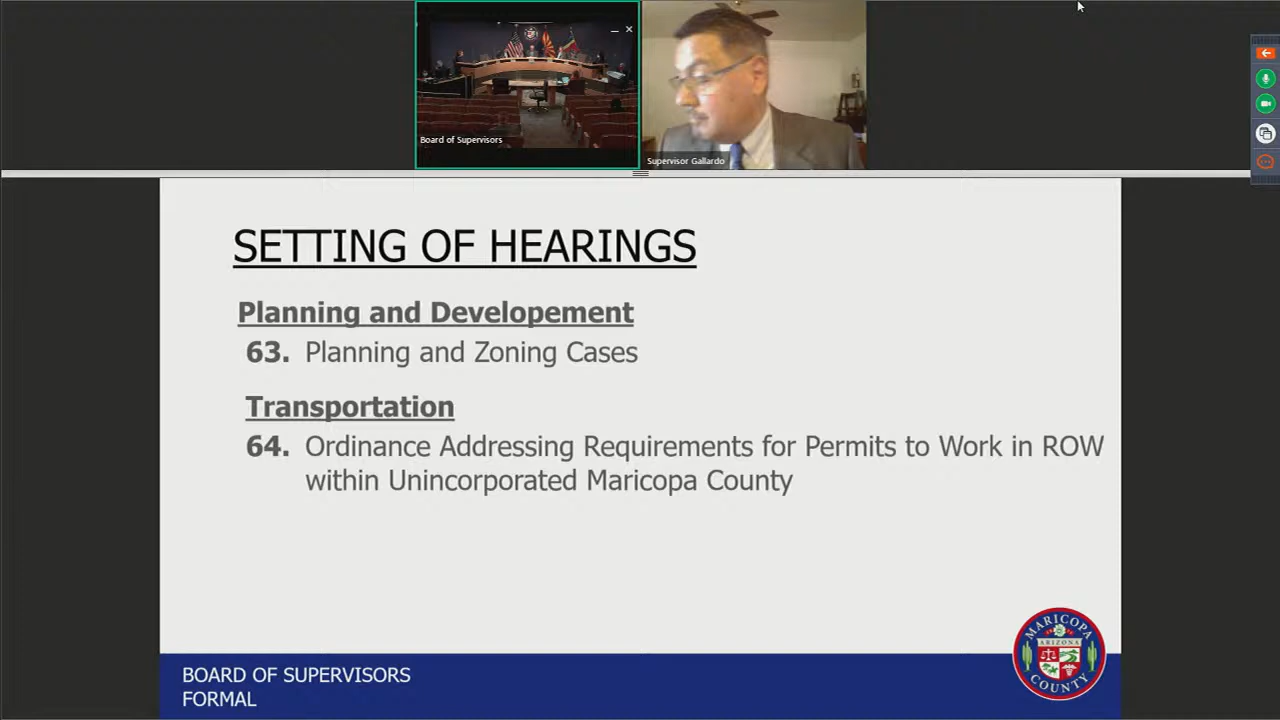 Board of Supervisors
Supervisor Gallardo
SETTING OF HEARINGS
Planning and Developement
63. Planning and Zoning Cases
Transportation
64. Ordinance Addressing Requirements for Permits to Work in ROW
within Unincorporated Maricopa County
BOARD OF SUPERVISORS
FORMAL
MARICOPA
ARIZONA
COUNTY